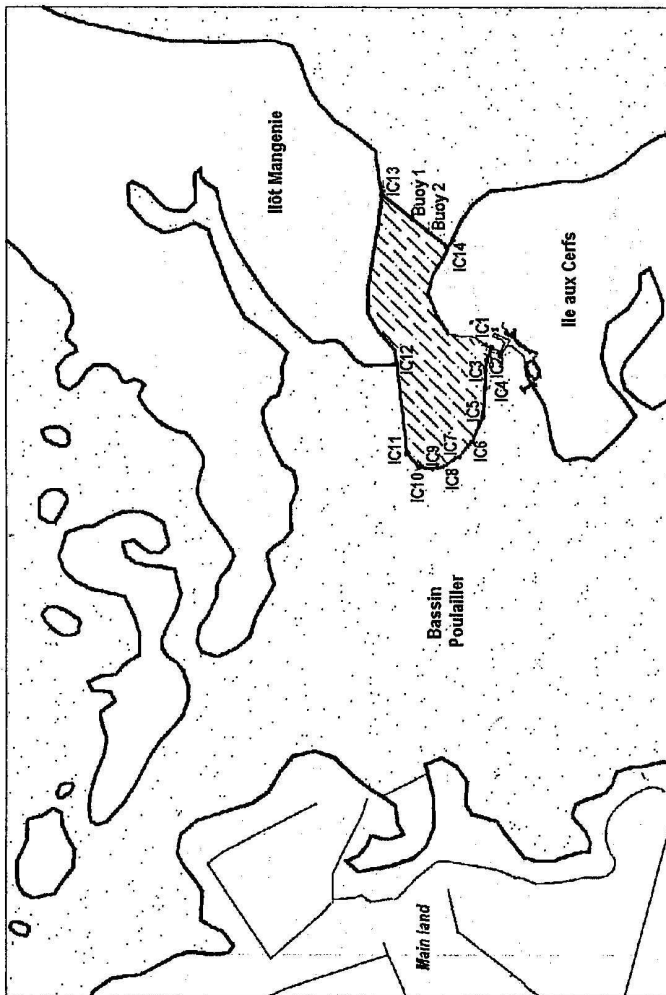 Ilôt Mangenie
IC13
Buoy 1
Buoy 2
IC14
IC12
IC1
IC3
IC2
IC4
IC5
IC11
IC10
IC9
IC7
IC8
IC6
Ile aux Cerfs
Bassin
Poulailler
Main land